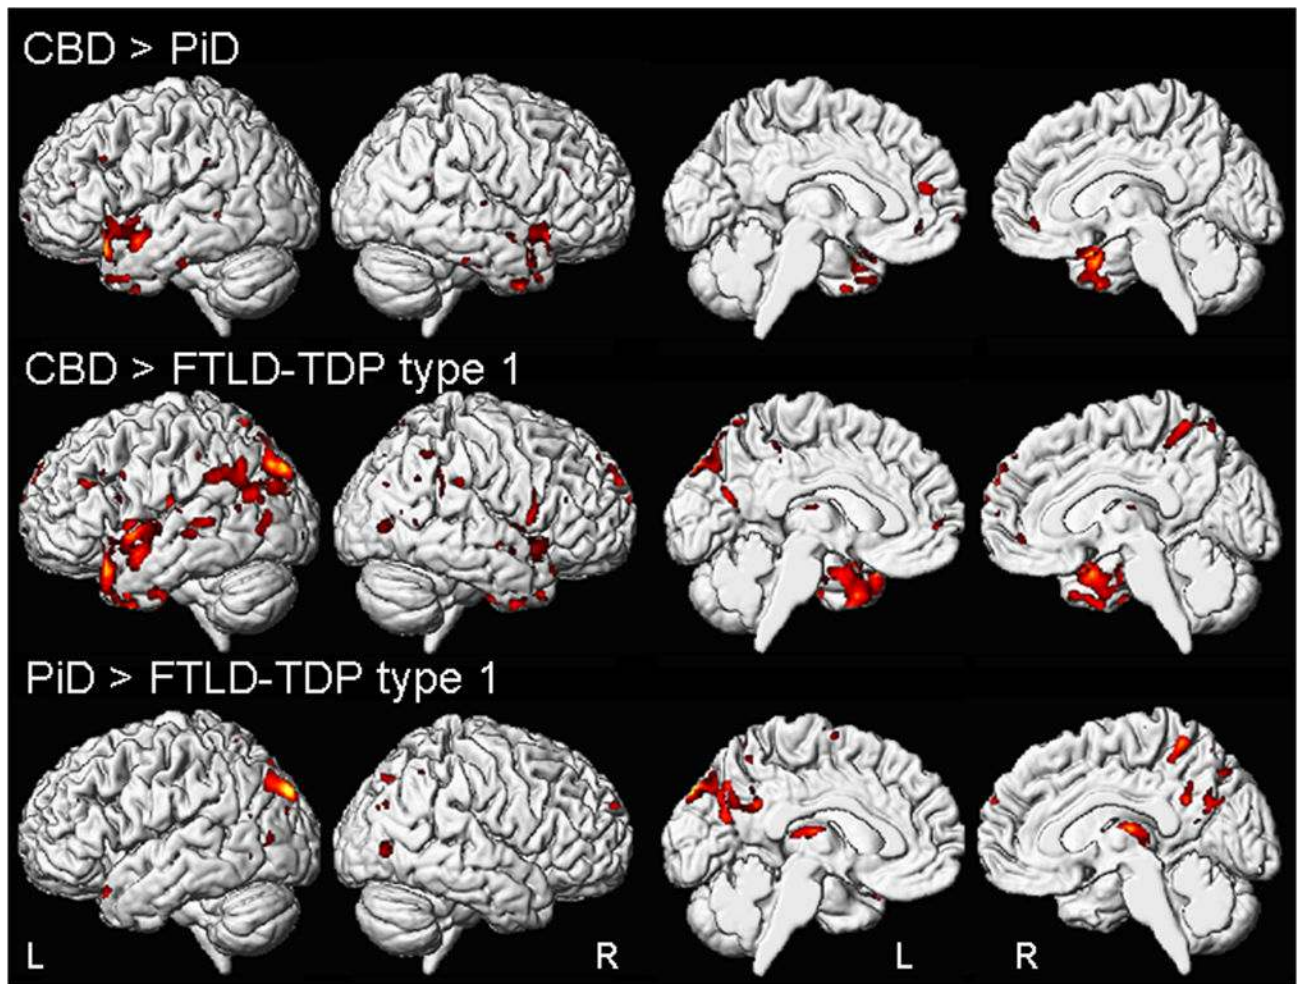 CBD > PiD
CBD > FTLD-TDP type 1
PiD > FTLD-TDP type 1
L R L R